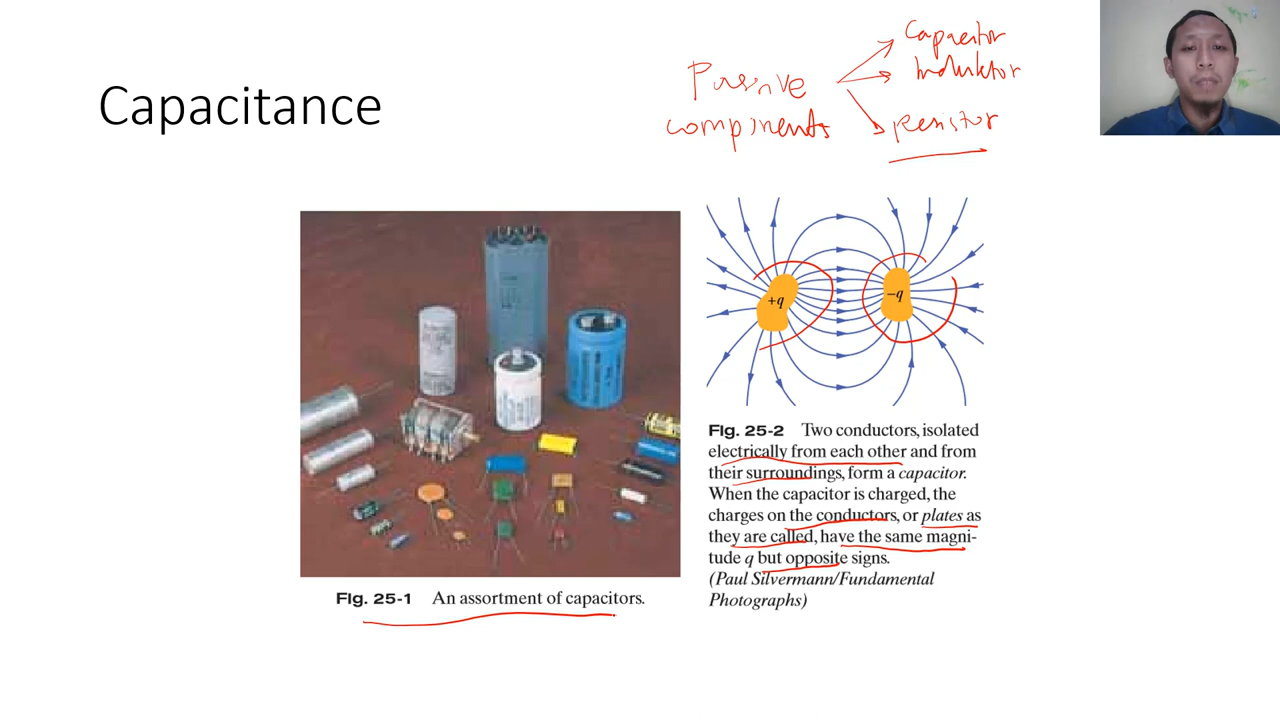 Capacitance
Passive
components
Capacitor
Induktor
Resistor
+q
−q
Fig. 25-1 An assortment of capacitors.
Fig. 25-2 Two conductors, isolated
electrically from each other and from
their surroundings, form a capacitor.
When the capacitor is charged, the
charges on the conductors, or plates as
they are called, have the same magni-
tude q but opposite signs.
(Paul Silvermann/Fundamental
Photographs)